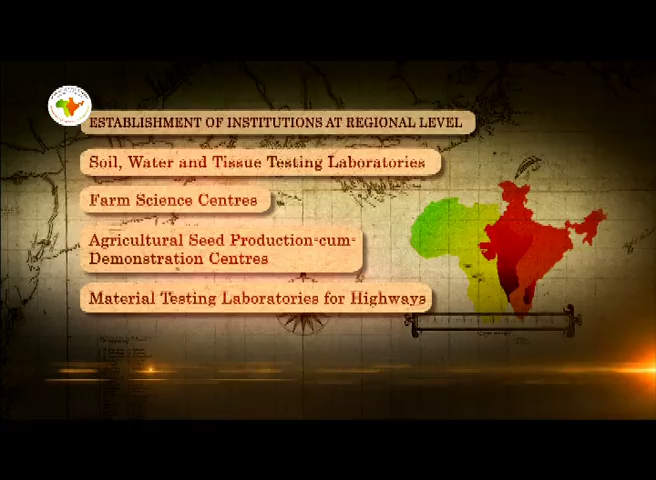 ESTABLISHMENT OF INSTITUTIONS AT REGIONAL LEVEL
Soil, Water and Tissue Testing Laboratories
Farm Science Centres
Agricultural Seed Production-cum-
Demonstration Centres
Material Testing Laboratories for Highways